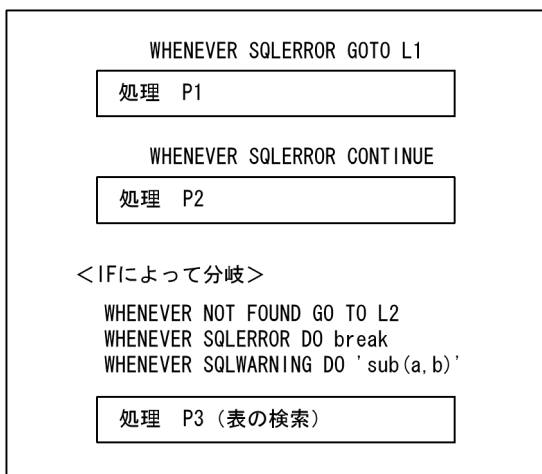 WHENEVER SQLERROR GOTO L1
処理 P1
WHENEVER SQLERROR CONTINUE
処理 P2
＜IFによって分岐＞
WHENEVER NOT FOUND GO TO L2
WHENEVER SQLERROR DO break
WHENEVER SQLWARNING DO 'sub(a,b)'
処理 P3（表の検索）